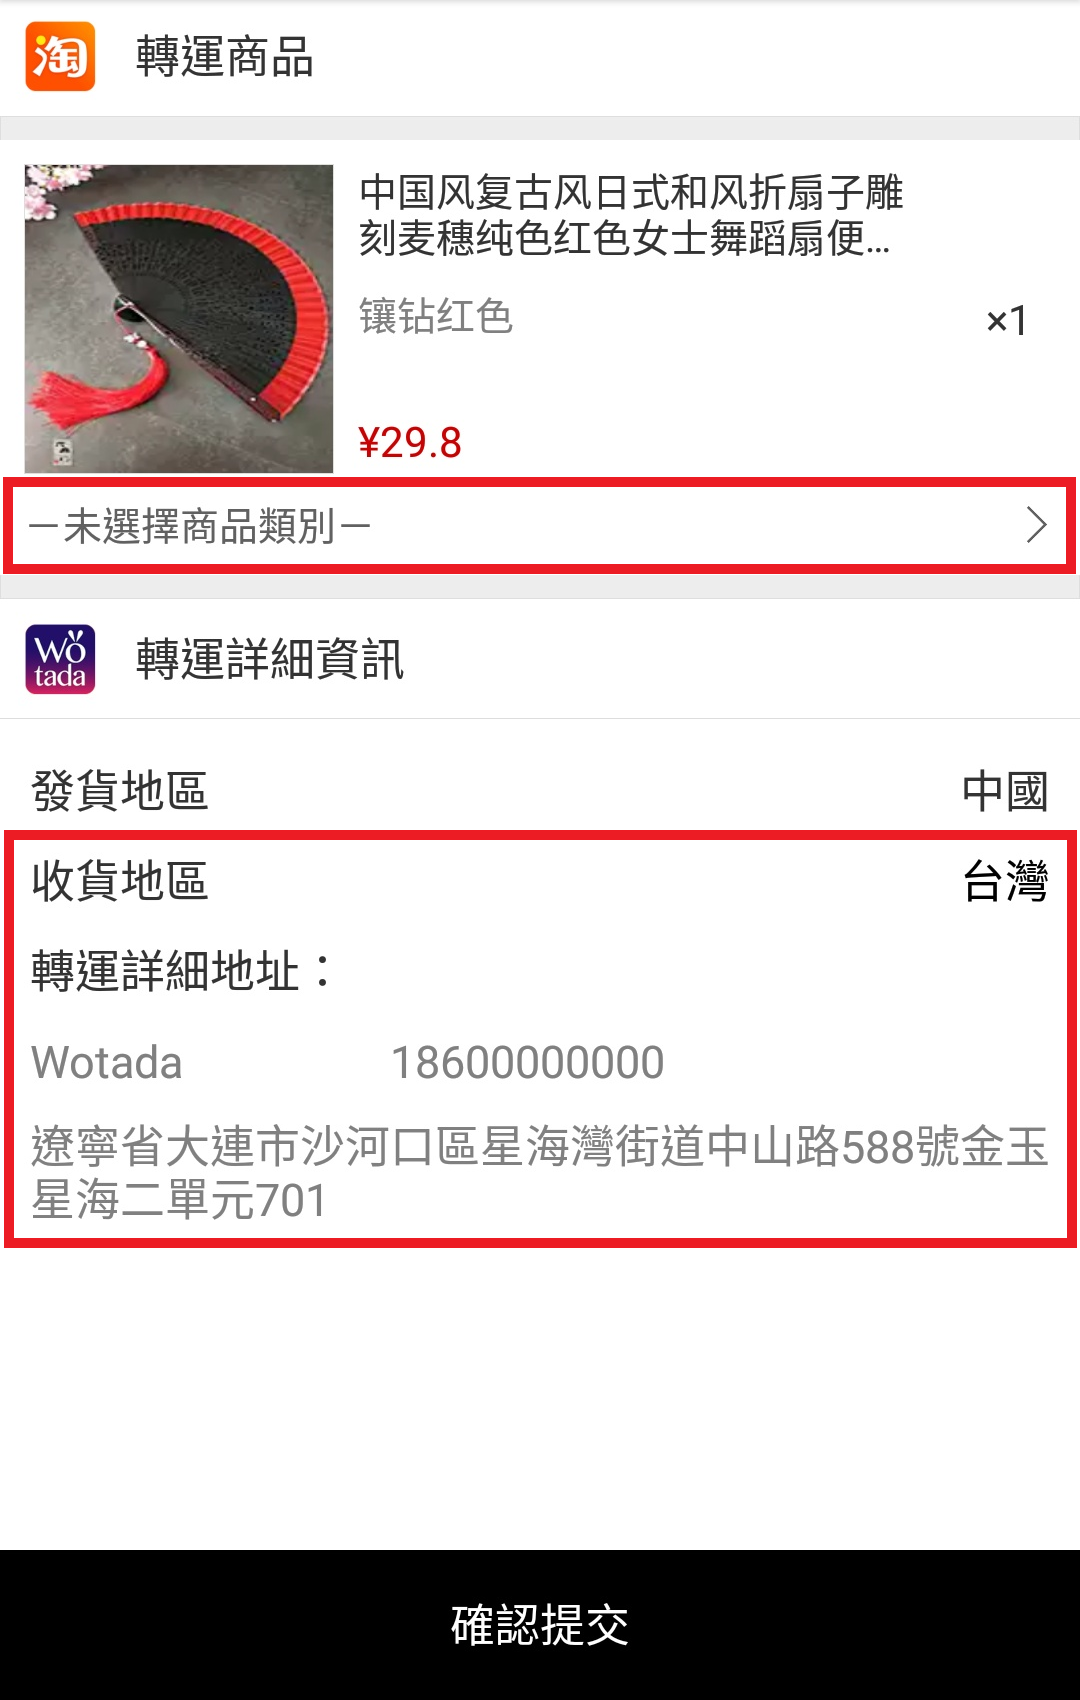 淘 轉運商品
中国风复古风日式和风折扇子雕
刻麦穗纯色红色女士舞蹈扇便...
镶钻红色 ×1
¥29.8
－未選擇商品類別－
Wotada 轉運詳細資訊
發貨地區 中國
收貨地區 台灣
轉運詳細地址：
Wotada 18600000000
遼寧省大連市沙河口區星海灣街道中山路588號金玉
星海二單元701
確認提交